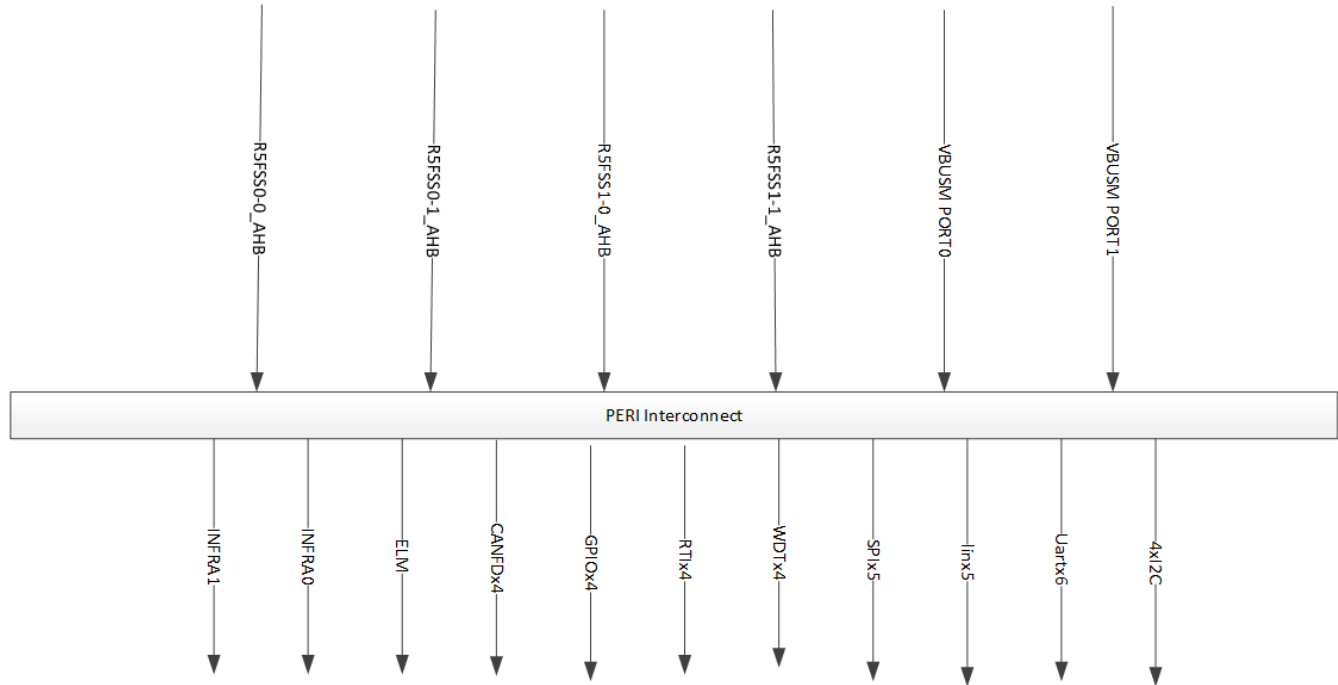 R5FSS0-0_AHB
R5FSS0-1_AHB
R5FSS1-0_AHB
R5FSS1-1_AHB
VBUSM PORT0
VBUSM PORT1
PERI Interconnect
INFRA1
INFRA0
ELM
CANFDx4
GPIOx4
RTIx4
WDTx4
SPIx5
linx5
Uartx6
4xI2C